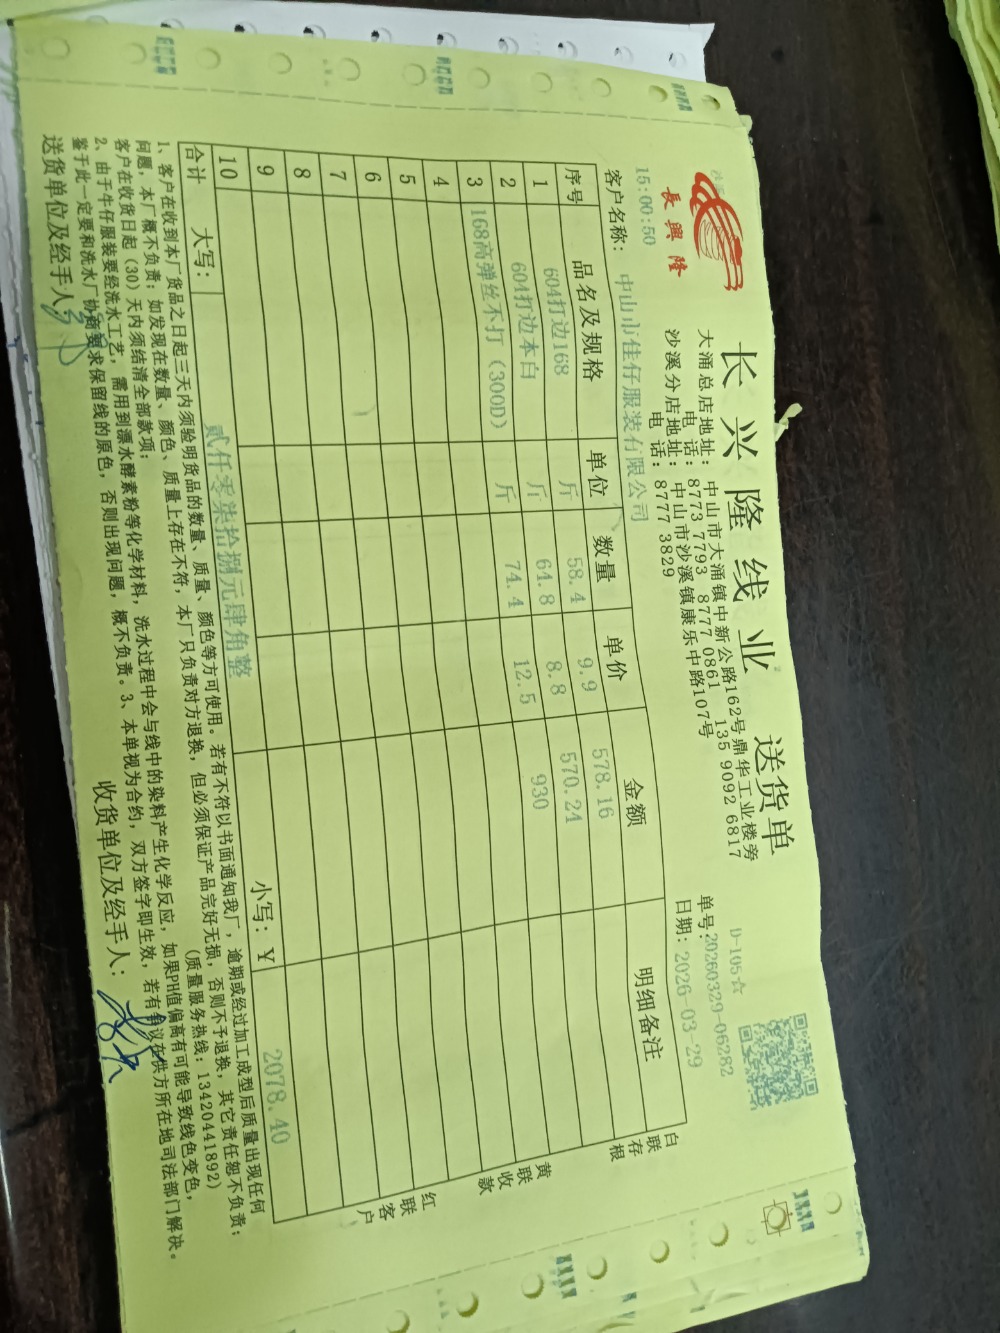 長興隆
长兴隆线业 送货单
大涌总店地址：中山市大涌镇中新公路162号鼎华工业楼旁
电 话：8773 7793 8777 0861 135 9092 6817
沙溪分店地址：中山市沙溪镇康乐中路107号
电 话：8777 3829
D-105☆
单号：20260329-06282
日期：2026-03-29
15:00:50
客户名称：中山市佳仔服装有限公司
序号 品名及规格 单位 数量 单价 金额 明细备注
1 604打边168 斤 58.4 9.9 578.16
2 604打边本白 斤 64.8 8.8 570.24
3 168高弹丝不打（300D） 斤 74.4 12.5 930
4
5
6
7
8
9
10
合计 大写：贰仟零柒拾捌元肆角整 小写：￥ 2078.40
白联存根
黄联收款
红联客户
1、客户在收到本厂货品之日起三天内须验明货品的数量、质量、颜色等方可使用。若有不符以书面通知我厂，逾期或经过加工成型后质量出现任何
问题，本厂概不负责；如发现在数量、颜色、质量上存在不符，本厂只负责对方退换，但必须保证产品完好无损，否则不予退换，其它责任恕不负责；
客户在收货日起（30）天内须结清全部款项； （质量服务热线：13420441892）
2、由于牛仔服装要经洗水工艺，需用到漂水酵素粉等化学材料，洗水过程中会与线中的染料产生化学反应，如果PH值偏高有可能导致线色变色，
鉴于此一定要和洗水厂协商要求保留线的原色，否则出现问题，概不负责。3、本单视为合约，双方签字即生效，若有争议在供方所在地司法部门解决。
送货单位及经手人： 收货单位及经手人：